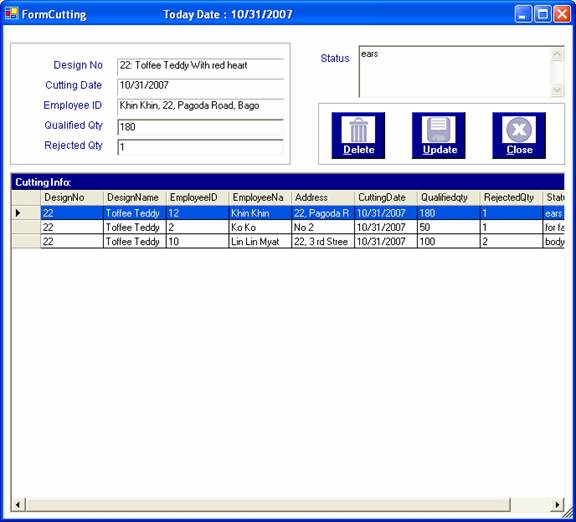 FormCutting Today Date : 10/31/2007
Design No 22: Toffee Teddy With red heart
Cutting Date 10/31/2007
Employee ID Khin Khin, 22, Pagoda Road, Bago
Qualified Qty 180
Rejected Qty 1
Status ears
Delete Update Close
Cutting Info:
DesignNo DesignName EmployeeID EmployeeNa Address CuttingDate Qualifiedqty RejectedQty Statu
22 Toffee Teddy 12 Khin Khin 22, Pagoda R 10/31/2007 180 1 ears
22 Toffee Teddy 2 Ko Ko No 2 10/31/2007 50 1 for fa
22 Toffee Teddy 10 Lin Lin Myat 22, 3 rd Stree 10/31/2007 100 2 body